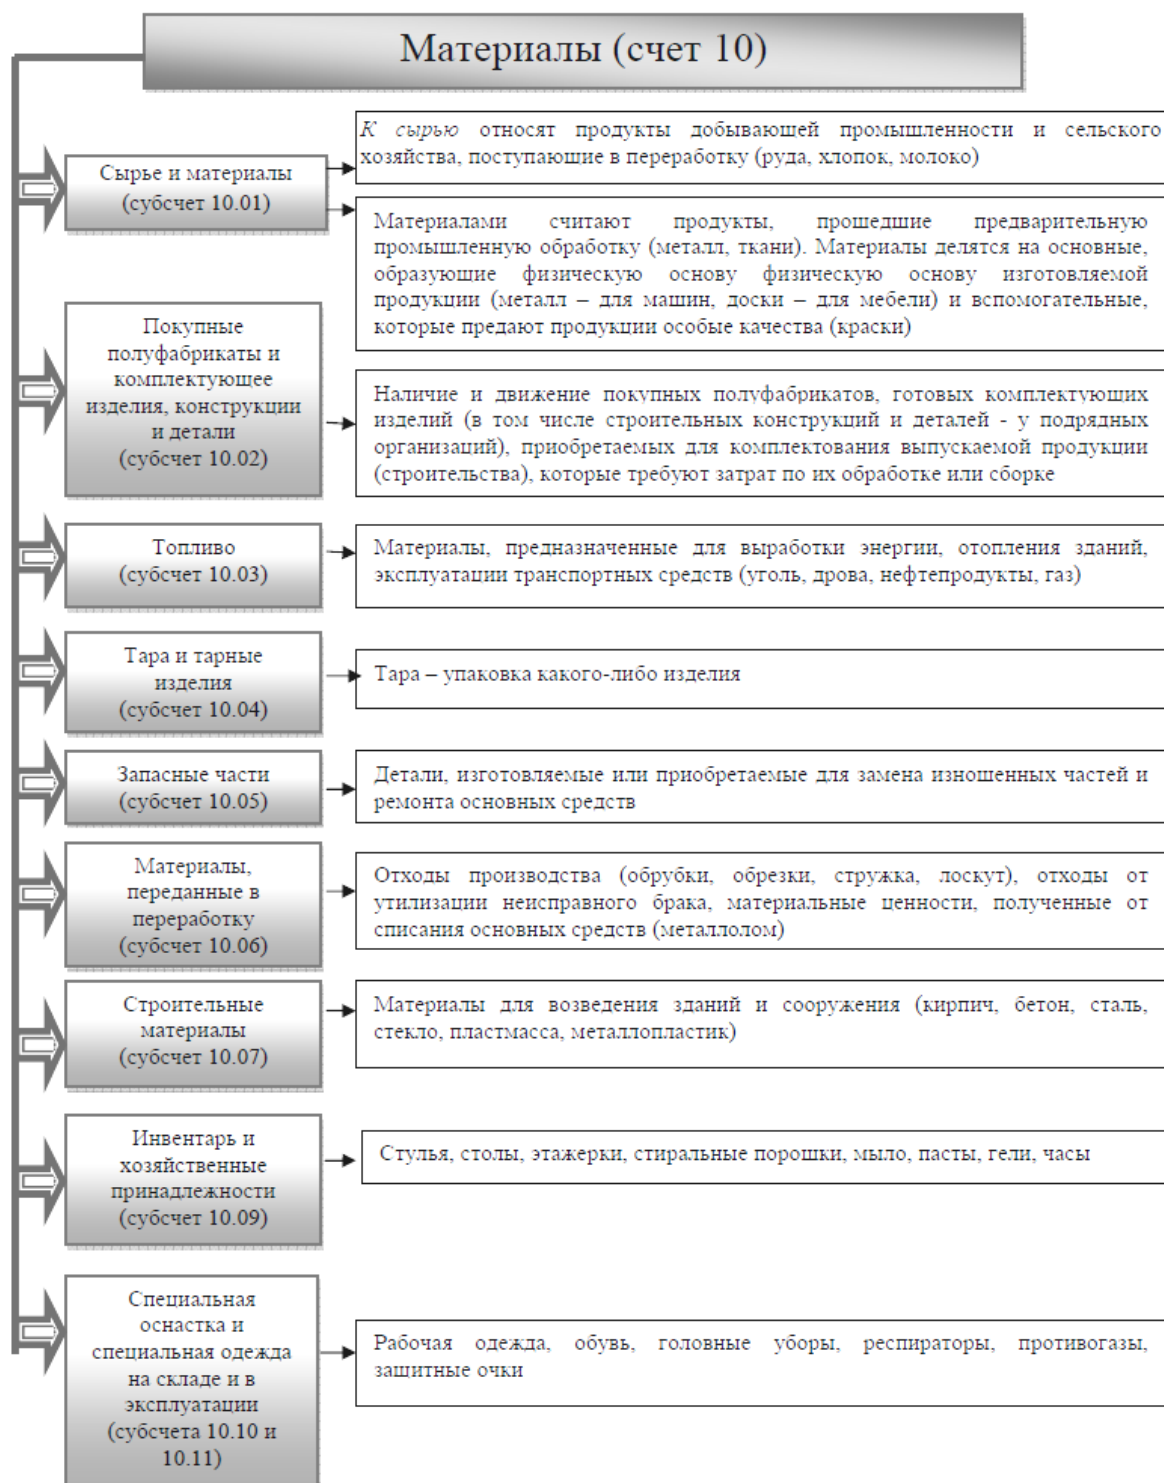 Материалы (счет 10)
Сырье и материалы
(субсчет 10.01)
К сырью относят продукты добывающей промышленности и сельского
хозяйства, поступающие в переработку (руда, хлопок, молоко)
Материалами считают продукты, прошедшие предварительную
промышленную обработку (металл, ткани). Материалы делятся на основные,
образующие физическую основу физическую основу изготовляемой
продукции (металл – для машин, доски – для мебели) и вспомогательные,
которые предают продукции особые качества (краски)
Покупные
полуфабрикаты и
комплектующее
изделия, конструкции
и детали
(субсчет 10.02)
Наличие и движение покупных полуфабрикатов, готовых комплектующих
изделий (в том числе строительных конструкций и деталей - у подрядных
организаций), приобретаемых для комплектования выпускаемой продукции
(строительства), которые требуют затрат по их обработке или сборке
Топливо
(субсчет 10.03)
Материалы, предназначенные для выработки энергии, отопления зданий,
эксплуатации транспортных средств (уголь, дрова, нефтепродукты, газ)
Тара и тарные
изделия
(субсчет 10.04)
Тара – упаковка какого-либо изделия
Запасные части
(субсчет 10.05)
Детали, изготовляемые или приобретаемые для замена изношенных частей и
ремонта основных средств
Материалы,
переданные в
переработку
(субсчет 10.06)
Отходы производства (обрубки, обрезки, стружка, лоскут), отходы от
утилизации неисправного брака, материальные ценности, полученные от
списания основных средств (металлолом)
Строительные
материалы
(субсчет 10.07)
Материалы для возведения зданий и сооружения (кирпич, бетон, сталь,
стекло, пластмасса, металлопластик)
Инвентарь и
хозяйственные
принадлежности
(субсчет 10.09)
Стулья, столы, этажерки, стиральные порошки, мыло, пасты, гели, часы
Специальная
оснастка и
специальная одежда
на складе и в
эксплуатации
(субсчета 10.10 и
10.11)
Рабочая одежда, обувь, головные уборы, респираторы, противогазы,
защитные очки